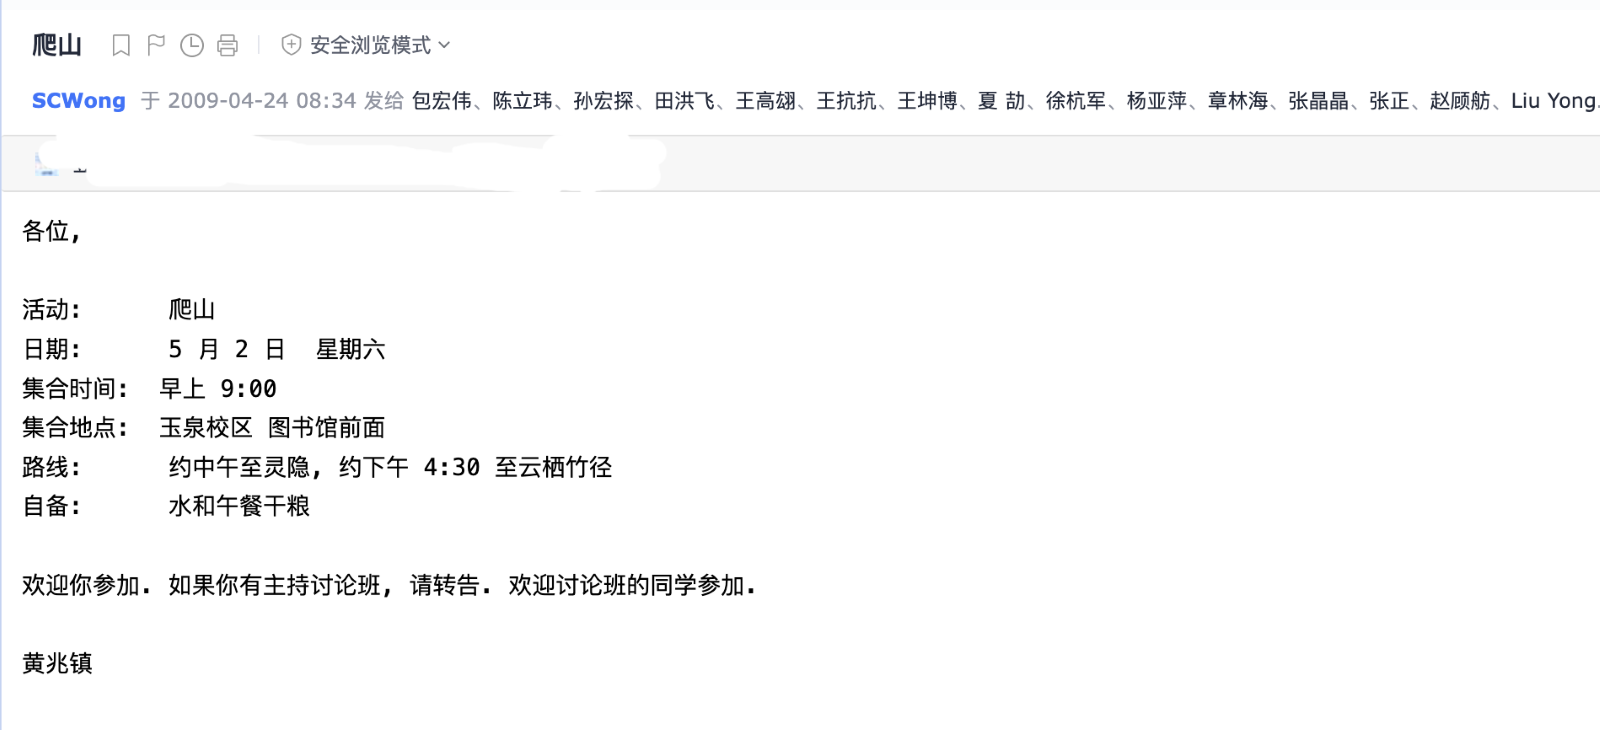 爬山 安全浏览模式
SCWong 于 2009-04-24 08:34 发给 包宏伟、陈立玮、孙宏探、田洪飞、王高翃、王抗抗、王坤博、夏 劼、徐杭军、杨亚萍、章林海、张晶晶、张正、赵顾舫、Liu Yong.
各位,
活动: 爬山
日期: 5 月 2 日 星期六
集合时间: 早上 9:00
集合地点: 玉泉校区 图书馆前面
路线: 约中午至灵隐, 约下午 4:30 至云栖竹径
自备: 水和午餐干粮
欢迎你参加. 如果你有主持讨论班, 请转告. 欢迎讨论班的同学参加.
黄兆镇